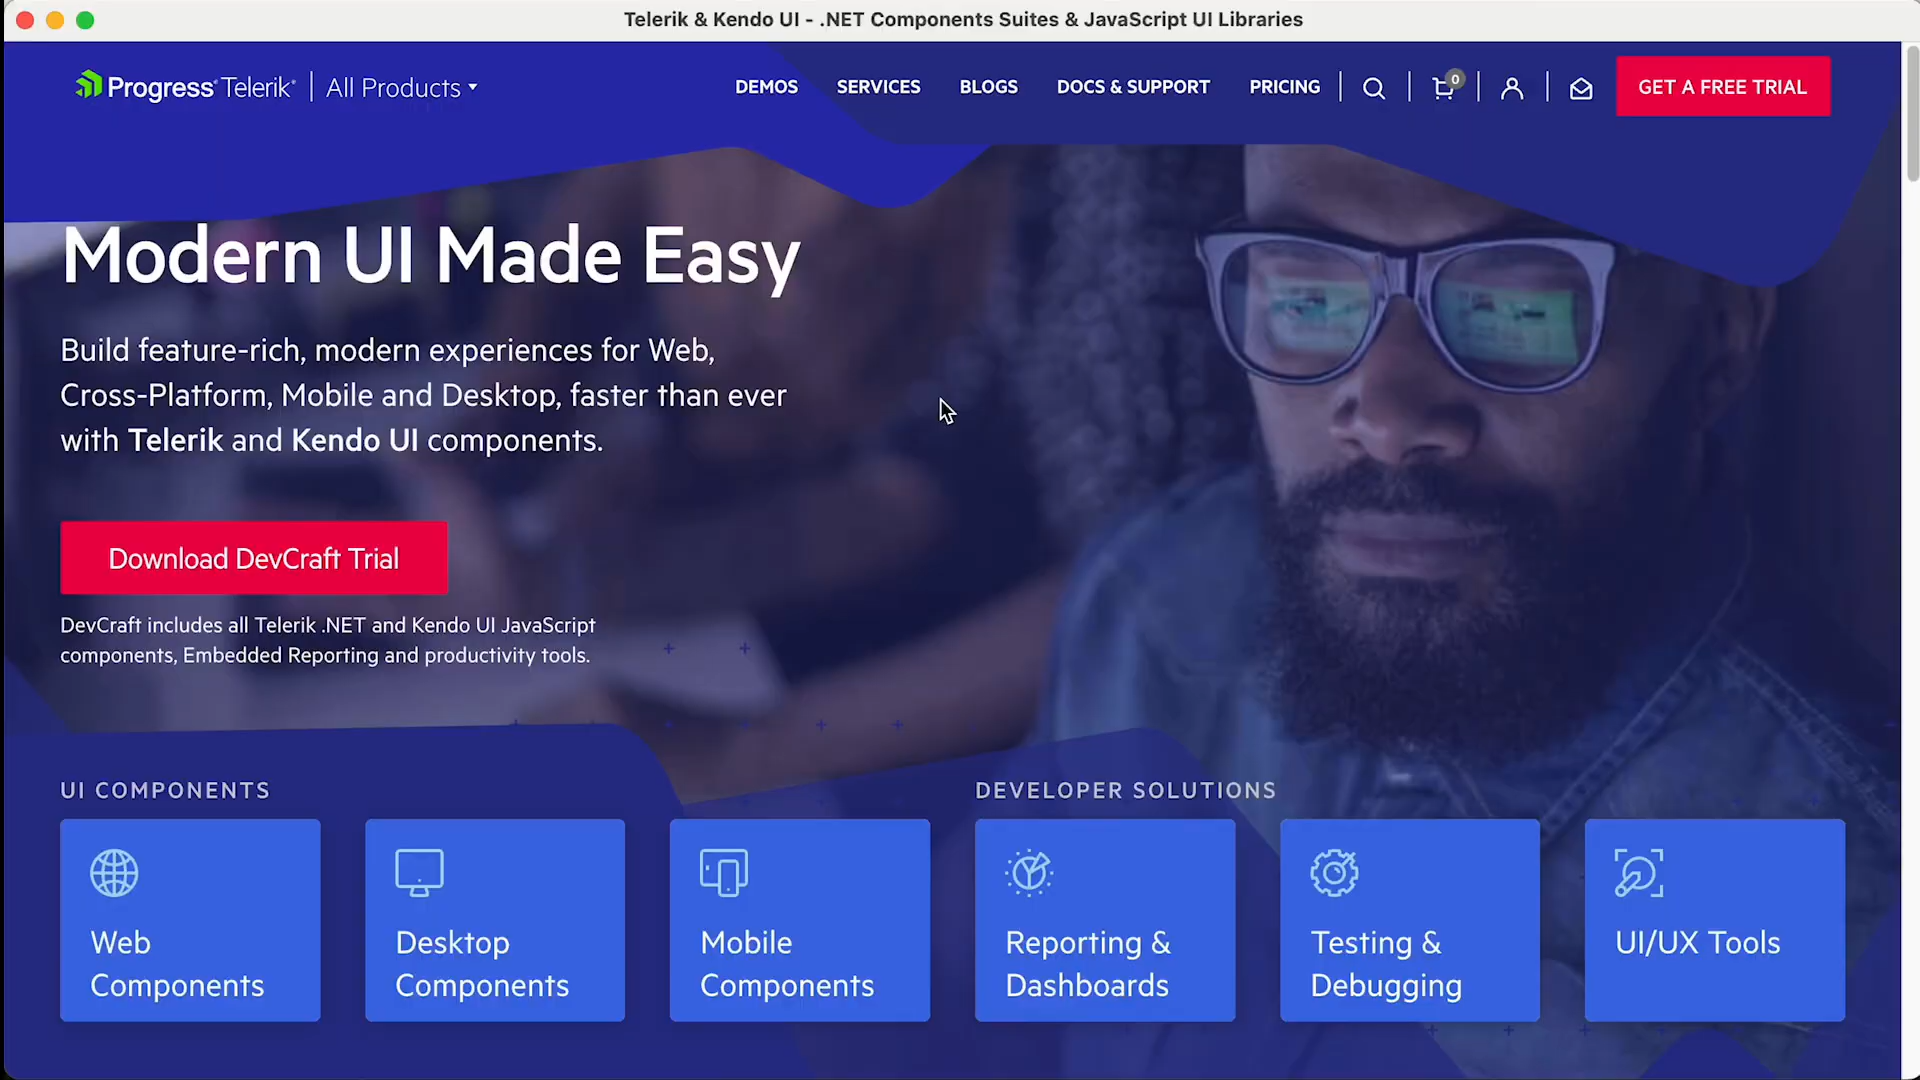 Telerik & Kendo UI - .NET Components Suites & JavaScript UI Libraries
Progress® Telerik® All Products
DEMOS SERVICES BLOGS DOCS & SUPPORT PRICING 0 GET A FREE TRIAL
Modern UI Made Easy
Build feature-rich, modern experiences for Web,
Cross-Platform, Mobile and Desktop, faster than ever
with Telerik and Kendo UI components.
Download DevCraft Trial
DevCraft includes all Telerik .NET and Kendo UI JavaScript
components, Embedded Reporting and productivity tools.
UI COMPONENTS
Web
Components
Desktop
Components
Mobile
Components
DEVELOPER SOLUTIONS
Reporting &
Dashboards
Testing &
Debugging
UI/UX Tools